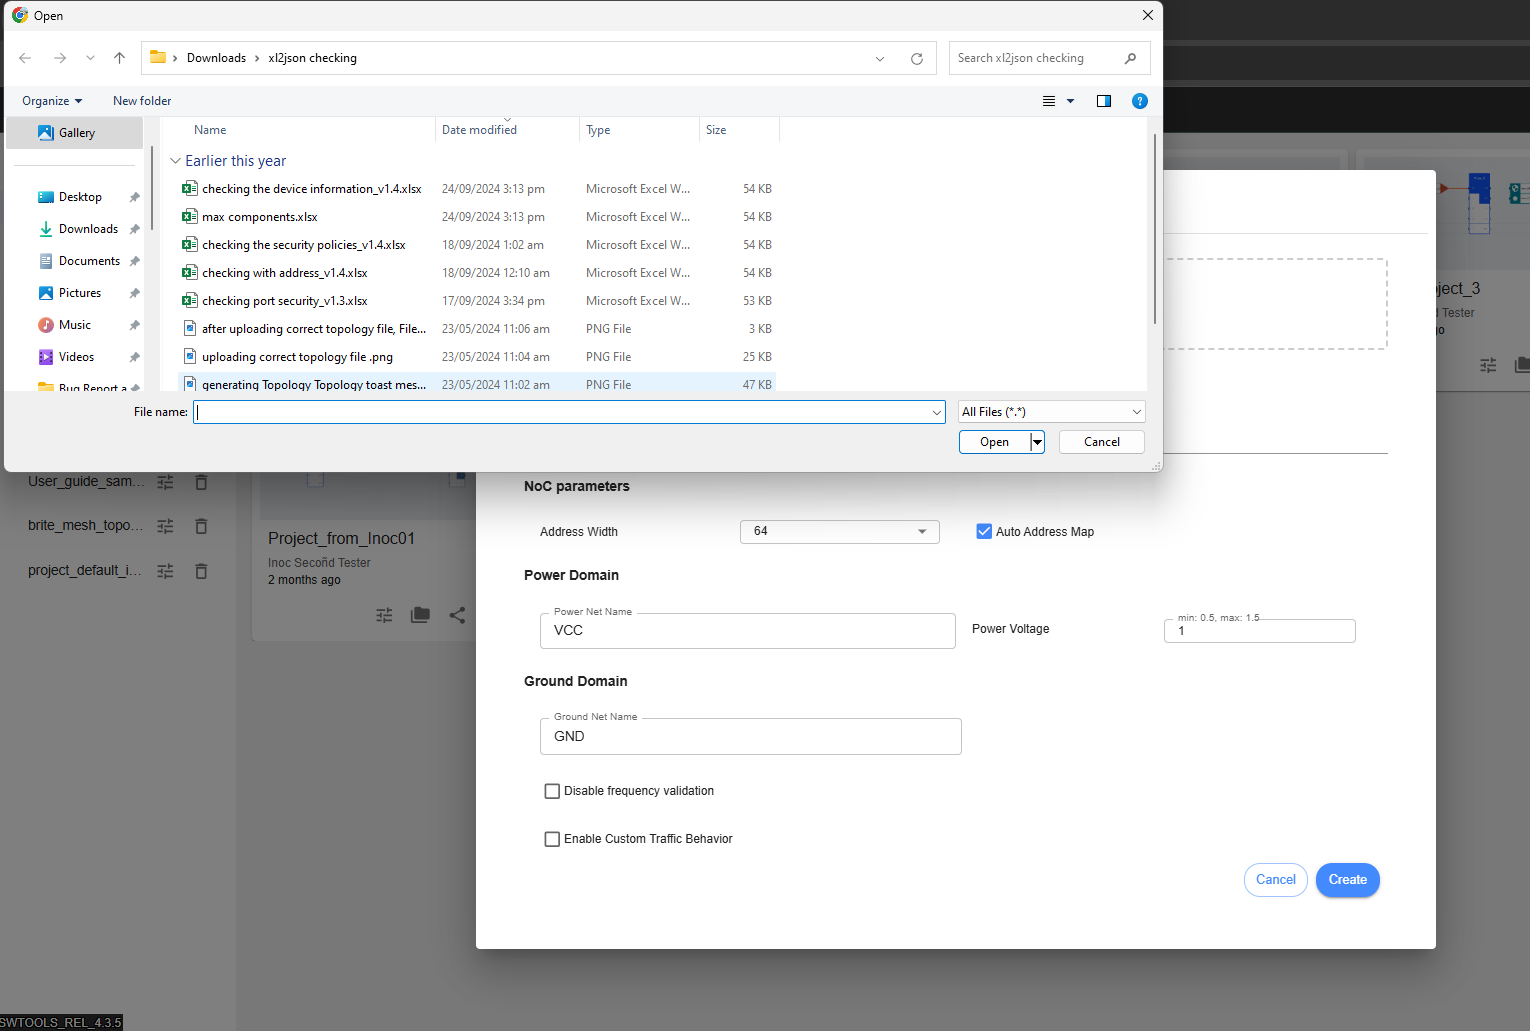 Open
Downloads > xl2json checking
Search xl2json checking
Organize
New folder
Gallery
Desktop
Downloads
Documents
Pictures
Music
Videos
Bug Report a
Name Date modified Type Size
Earlier this year
checking the device information_v1.4.xlsx 24/09/2024 3:13 pm Microsoft Excel W... 54 KB
max components.xlsx 24/09/2024 3:13 pm Microsoft Excel W... 54 KB
checking the security policies_v1.4.xlsx 18/09/2024 1:02 am Microsoft Excel W... 54 KB
checking with address_v1.4.xlsx 18/09/2024 12:10 am Microsoft Excel W... 54 KB
checking port security_v1.3.xlsx 17/09/2024 3:34 pm Microsoft Excel W... 53 KB
after uploading correct topology file, File... 23/05/2024 11:06 am PNG File 3 KB
uploading correct topology file .png 23/05/2024 11:04 am PNG File 25 KB
generating Topology Topology toast mes... 23/05/2024 11:02 am PNG File 47 KB
File name:
All Files (*.*)
Open
Cancel
ject_3
Tester
go
User_guide_sam...
brite_mesh_topo...
project_default_i...
Project_from_Inoc01
Inoc Secoñd Tester
2 months ago
NoC parameters
Address Width
64
Auto Address Map
Power Domain
Power Net Name
VCC
Power Voltage
min: 0.5, max: 1.5
1
Ground Domain
Ground Net Name
GND
Disable frequency validation
Enable Custom Traffic Behavior
Cancel
Create
SWTOOLS_REL_4.3.5